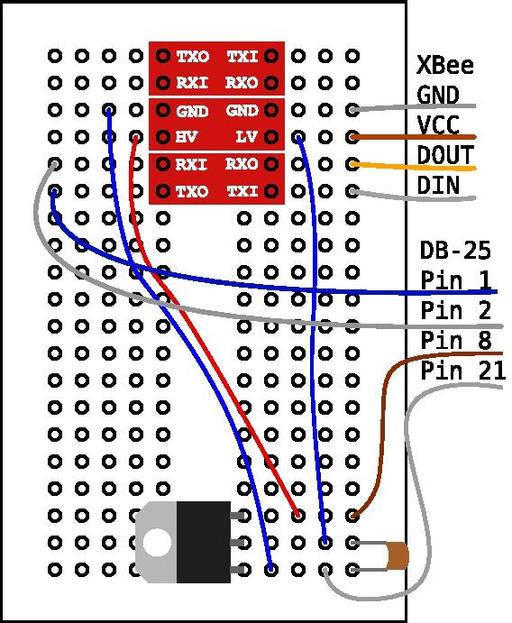 TXO TXI
RXI RXO
GND GND
HV LV
RXI RXO
TXO TXI
XBee
GND
VCC
DOUT
DIN
DB-25
Pin 1
Pin 2
Pin 8
Pin 21